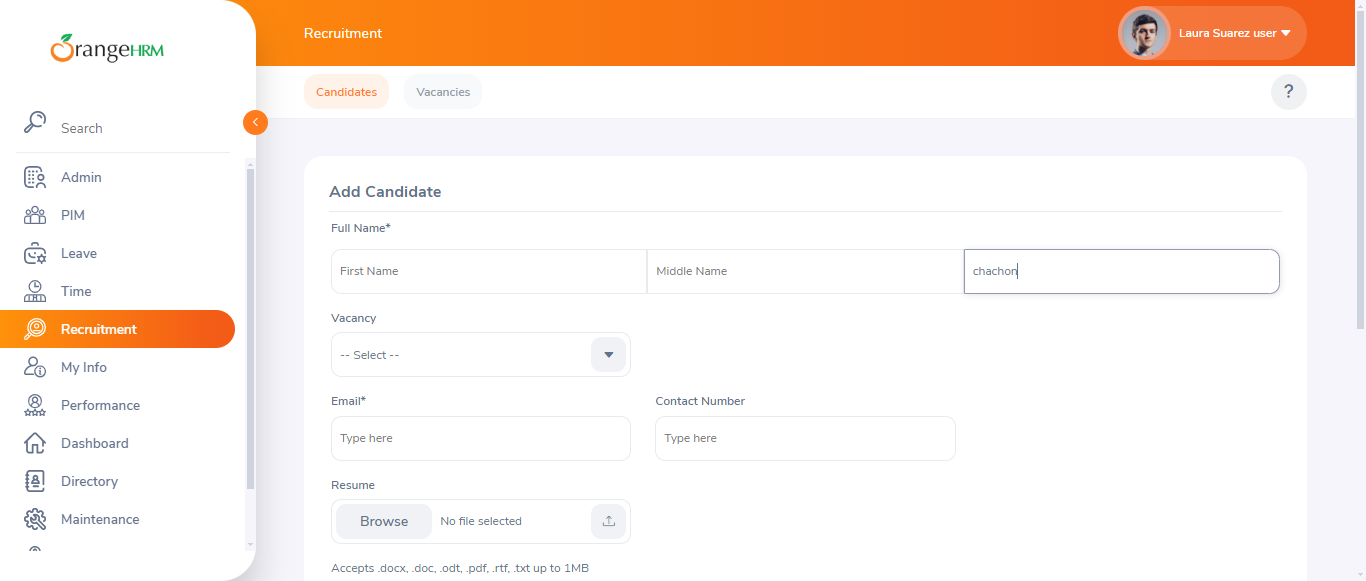 OrangeHRM
Recruitment
Laura Suarez user
Candidates
Vacancies
?
Search
Admin
PIM
Leave
Time
Recruitment
My Info
Performance
Dashboard
Directory
Maintenance
Add Candidate
Full Name*
First Name
Middle Name
chachon
Vacancy
-- Select --
Email*
Contact Number
Type here
Type here
Resume
Browse
No file selected
Accepts .docx, .doc, .odt, .pdf, .rtf, .txt up to 1MB